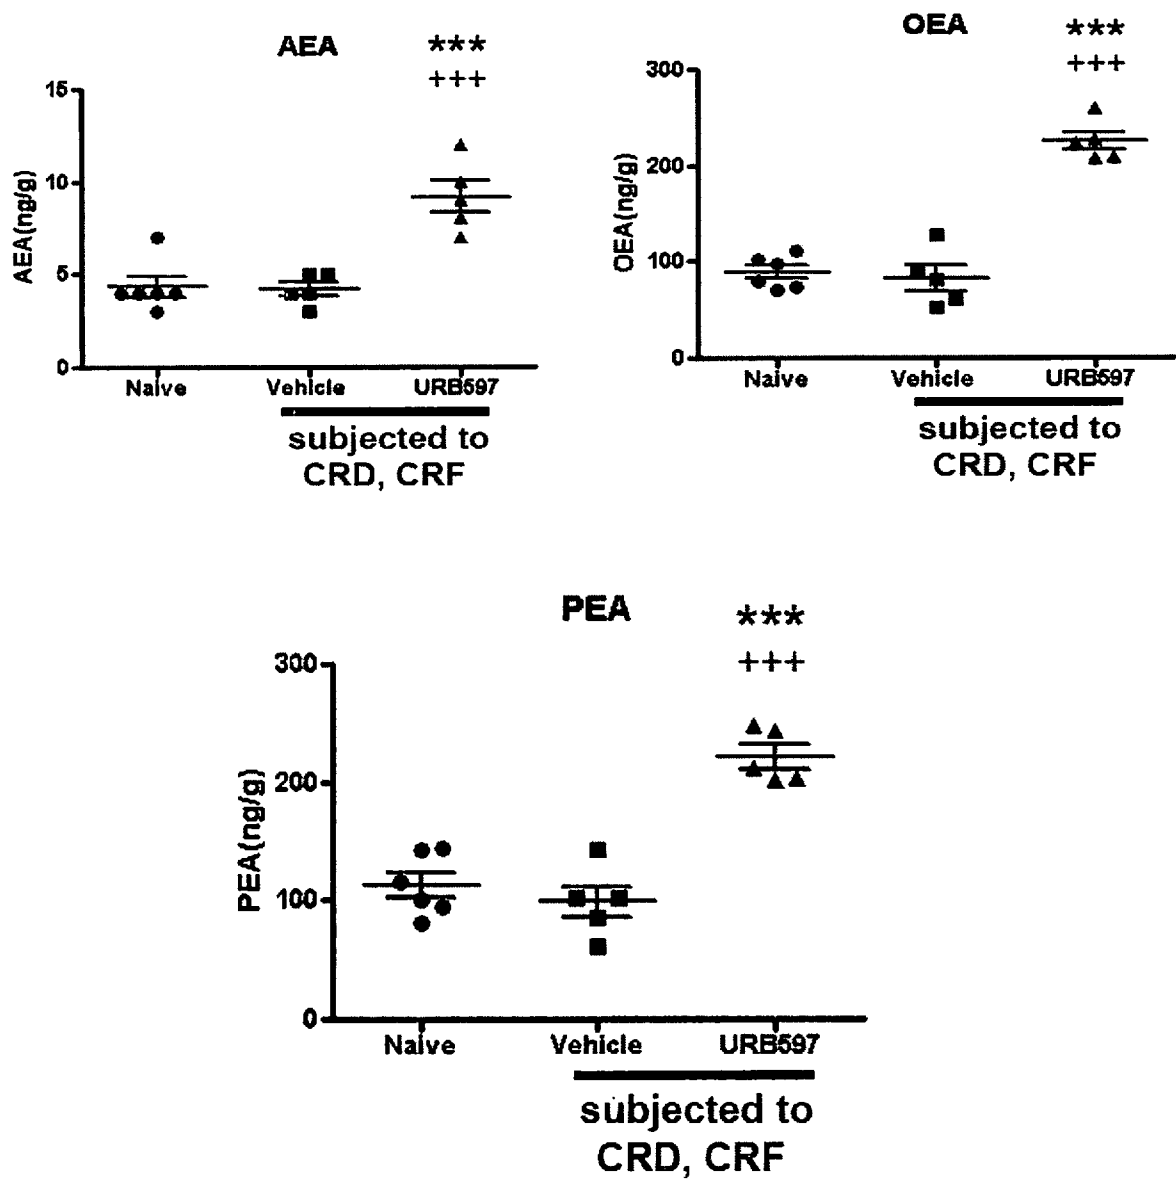 AEA
***
+++
15
10
5
0
AEA(ng/g)
Naive
Vehicle
URB597
subjected to
CRD, CRF
OEA
***
+++
300
200
100
0
OEA(ng/g)
Naive
Vehicle
URB597
subjected to
CRD, CRF
PEA
***
+++
300
200
100
0
PEA(ng/g)
Naive
Vehicle
URB597
subjected to
CRD, CRF